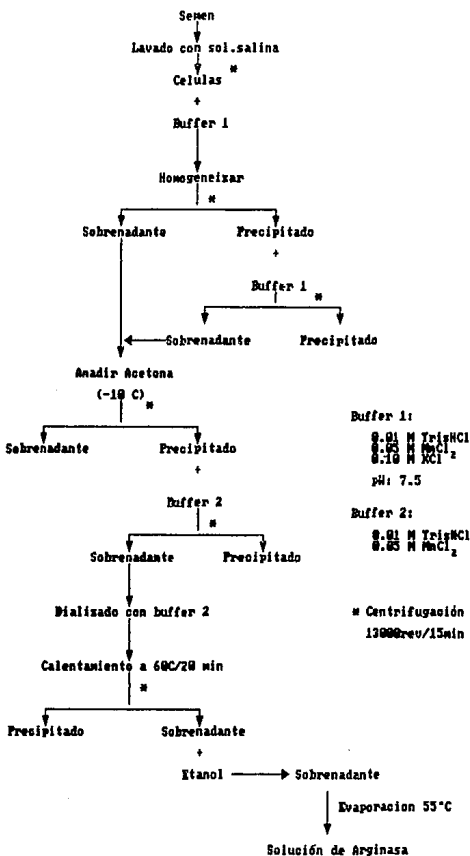 Semen
Lavado con sol.salina
*
Celulas
+
Buffer 1
Homogeneixar
*
Sobrenadante Precipitado
+
Buffer 1
*
Sobrenadante Precipitado
Anadir Acetona
(-10 C)
*
Sobrenadante Precipitado
+
Buffer 2
*
Sobrenadante Precipitado
Dializado con buffer 2
Calentamiento a 60C/20 min
*
Precipitado Sobrenadante
+
Etanol Sobrenadante
Evaporacion 55°C
Solución de Arginasa
Buffer 1:
0.01 M TrisHCl
0.05 M MnCl2
0.10 M KCl
pH: 7.5
Buffer 2:
0.01 M TrisHCl
0.05 M MnCl2
* Centrifugación
13000rev/15min